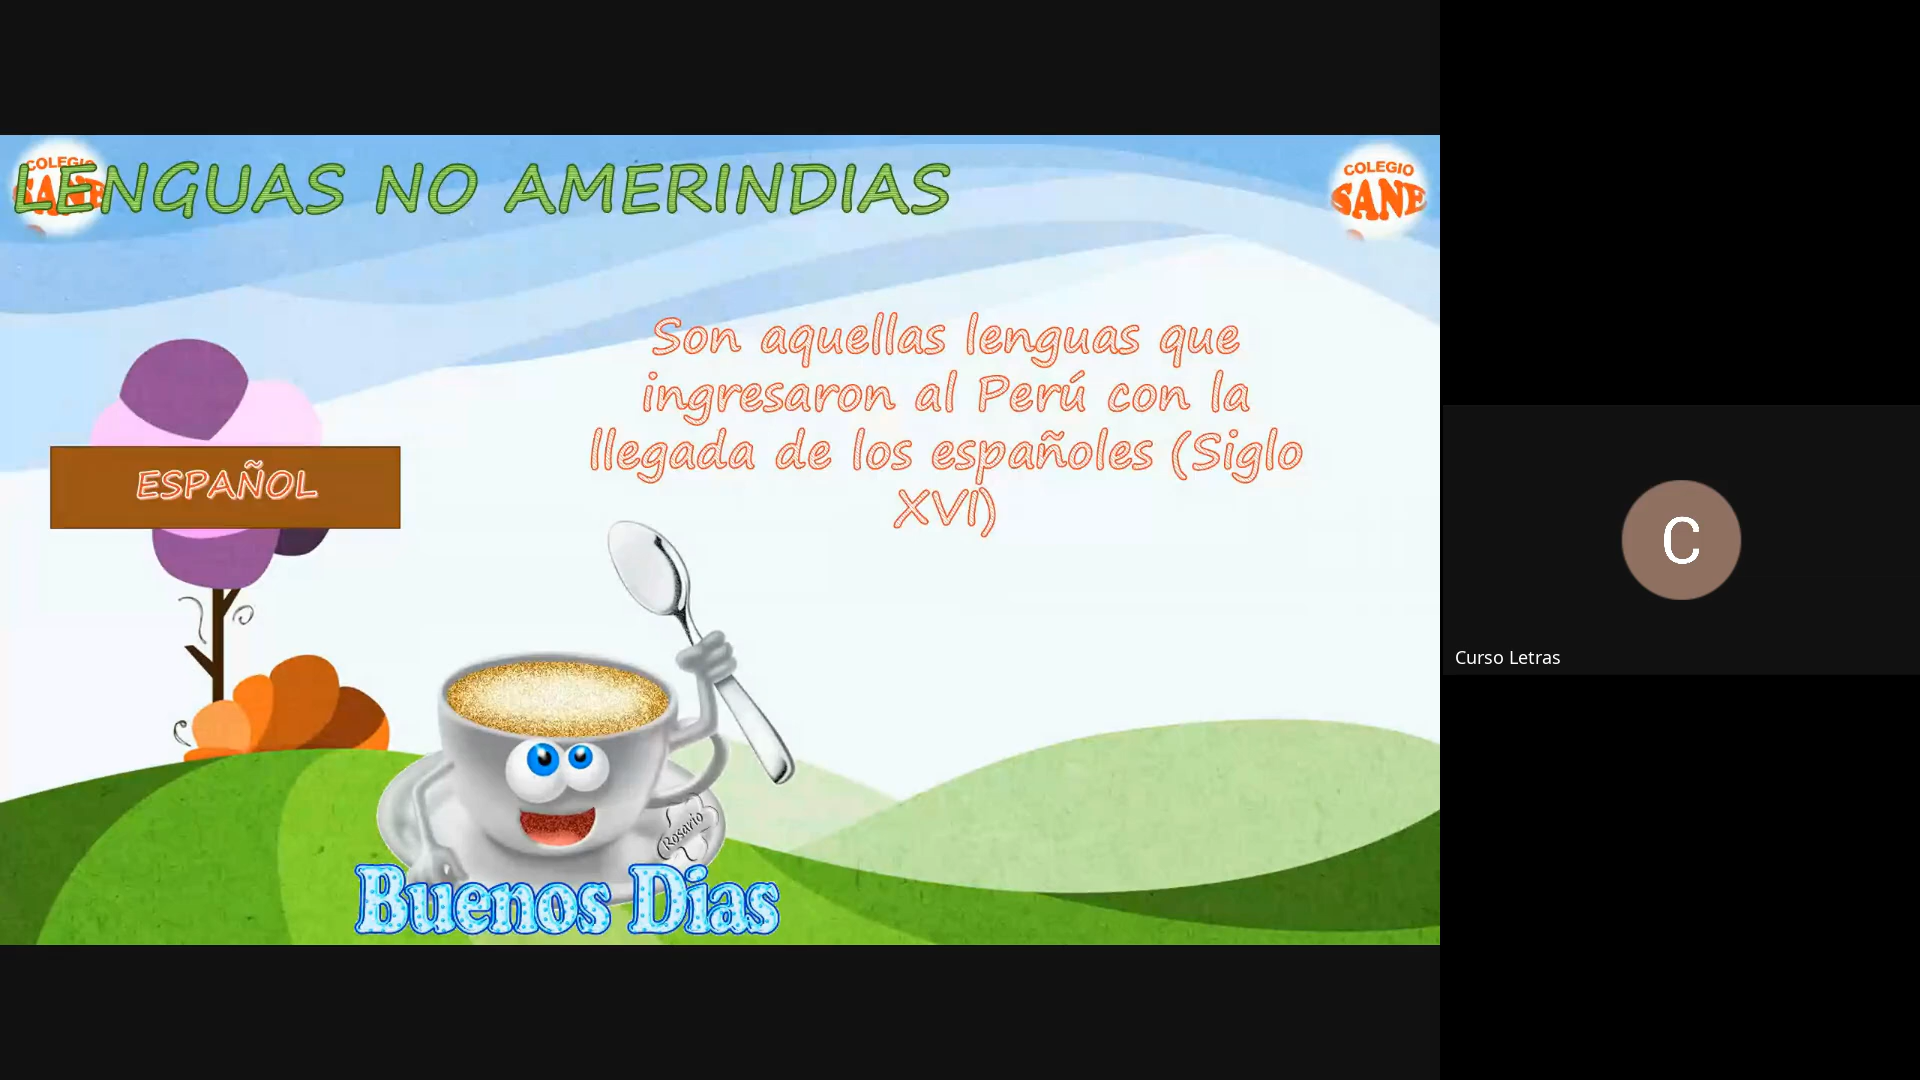 COLEGIO
SANE
LENGUAS NO AMERINDIAS
COLEGIO
SANE
Son aquellas lenguas que
ingresaron al Perú con la
llegada de los españoles (Siglo
XVI)
ESPAÑOL
C
Curso Letras
Rosario
Buenos Dias